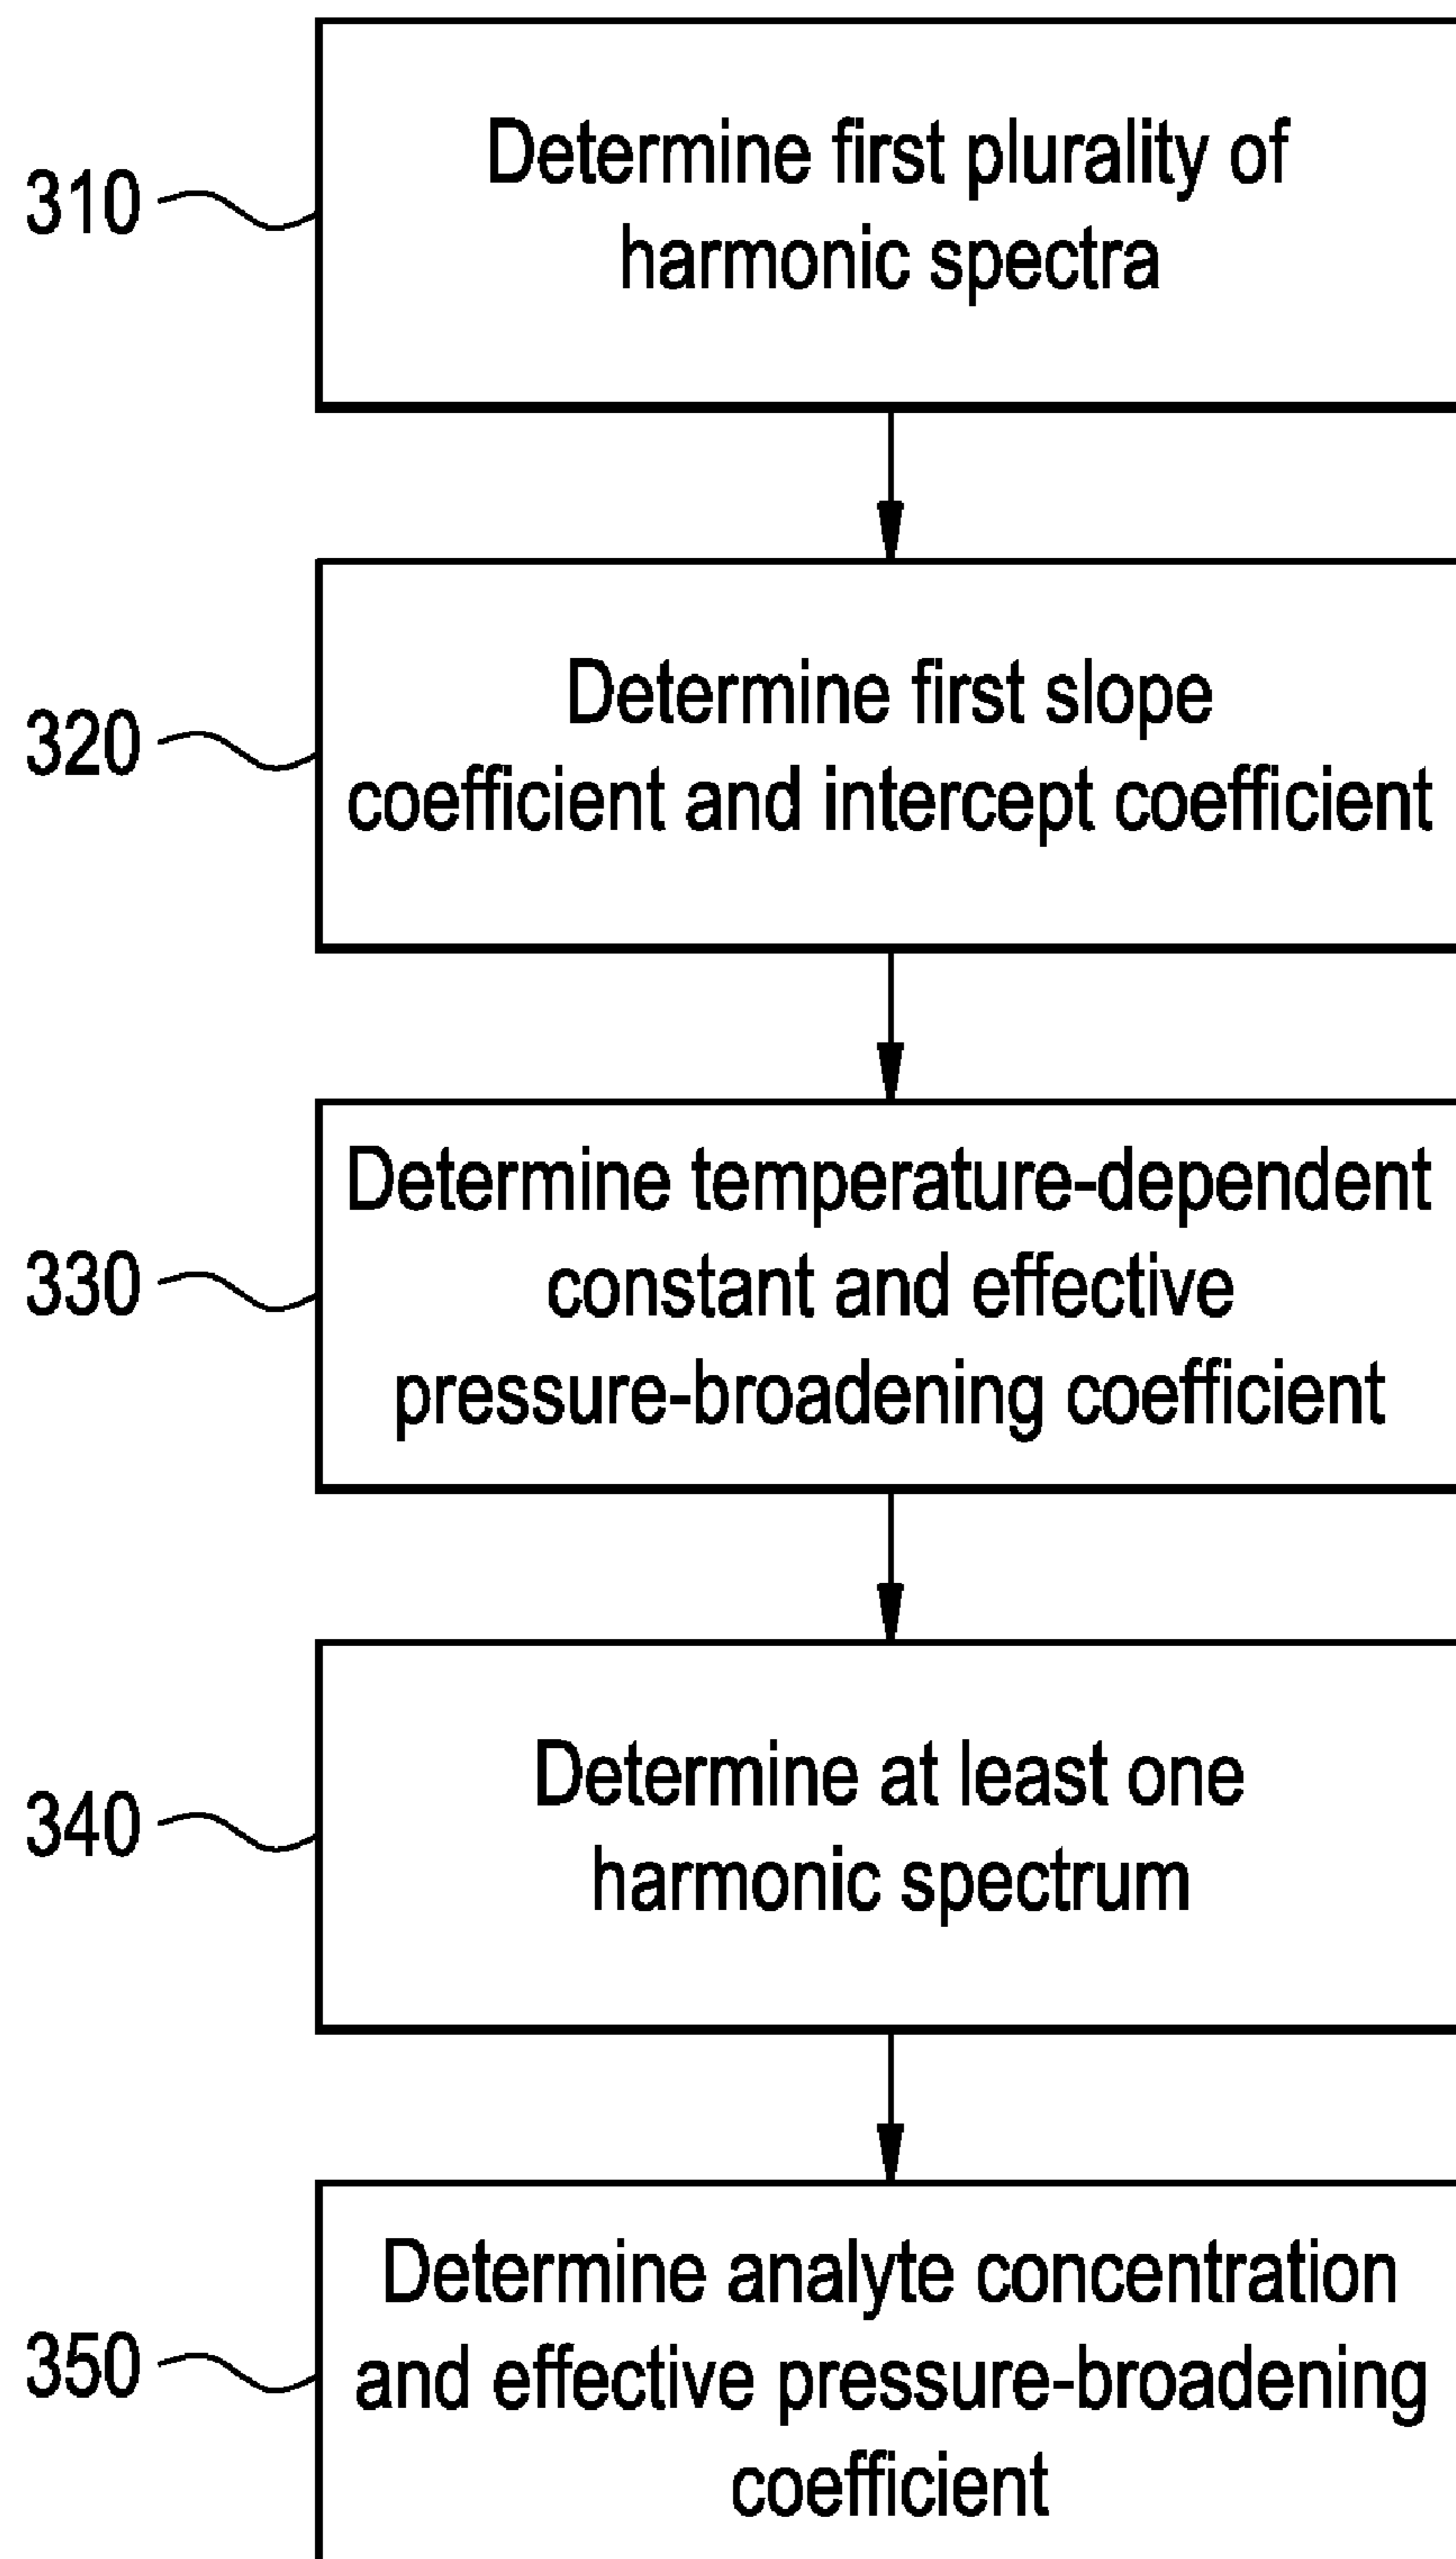 310
Determine first plurality of
harmonic spectra
320
Determine first slope
coefficient and intercept coefficient
330
Determine temperature-dependent
constant and effective
pressure-broadening coefficient
340
Determine at least one
harmonic spectrum
350
Determine analyte concentration
and effective pressure-broadening
coefficient